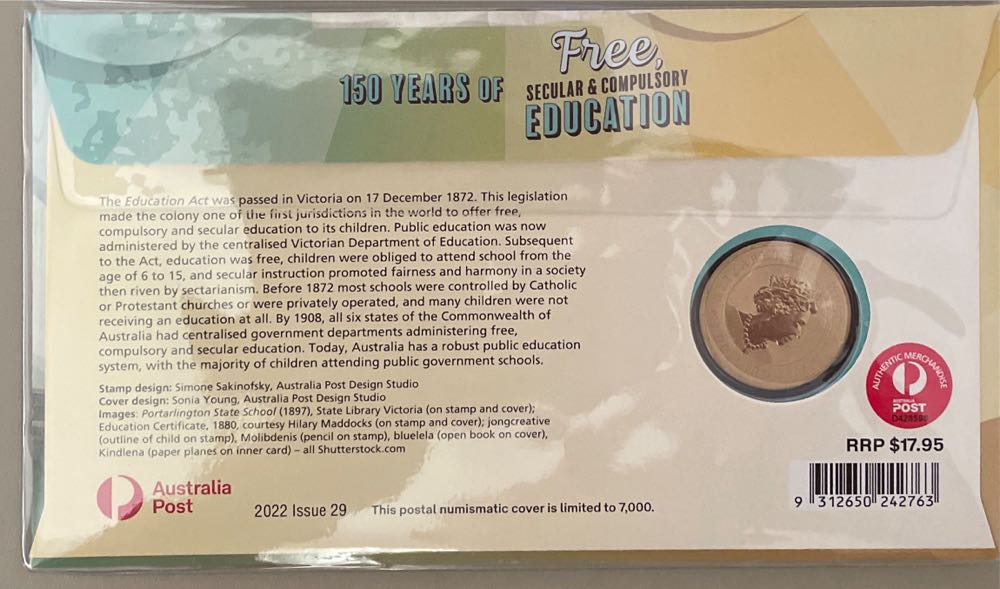 150 YEARS OF
Free,
SECULAR & COMPULSORY
EDUCATION
The Education Act was passed in Victoria on 17 December 1872. This legislation
made the colony one of the first jurisdictions in the world to offer free,
compulsory and secular education to its children. Public education was now
administered by the centralised Victorian Department of Education. Subsequent
to the Act, education was free, children were obliged to attend school from the
age of 6 to 15, and secular instruction promoted fairness and harmony in a society
then riven by sectarianism. Before 1872 most schools were controlled by Catholic
or Protestant churches or were privately operated, and many children were not
receiving an education at all. By 1908, all six states of the Commonwealth of
Australia had centralised government departments administering free,
compulsory and secular education. Today, Australia has a robust public education
system, with the majority of children attending public government schools.
Stamp design: Simone Sakinofsky, Australia Post Design Studio
Cover design: Sonia Young, Australia Post Design Studio
Images: Portarlington State School (1897), State Library Victoria (on stamp and cover);
Education Certificate, 1880, courtesy Hilary Maddocks (on stamp and cover); jongcreative
(outline of child on stamp), Molibdenis (pencil on stamp), bluelela (open book on cover),
Kindlena (paper planes on inner card) – all Shutterstock.com
AUTHENTIC MERCHANDISE
AUSTRALIA
POST
RRP $17.95
9 312650 242763
Australia
Post
2022 Issue 29
This postal numismatic cover is limited to 7,000.